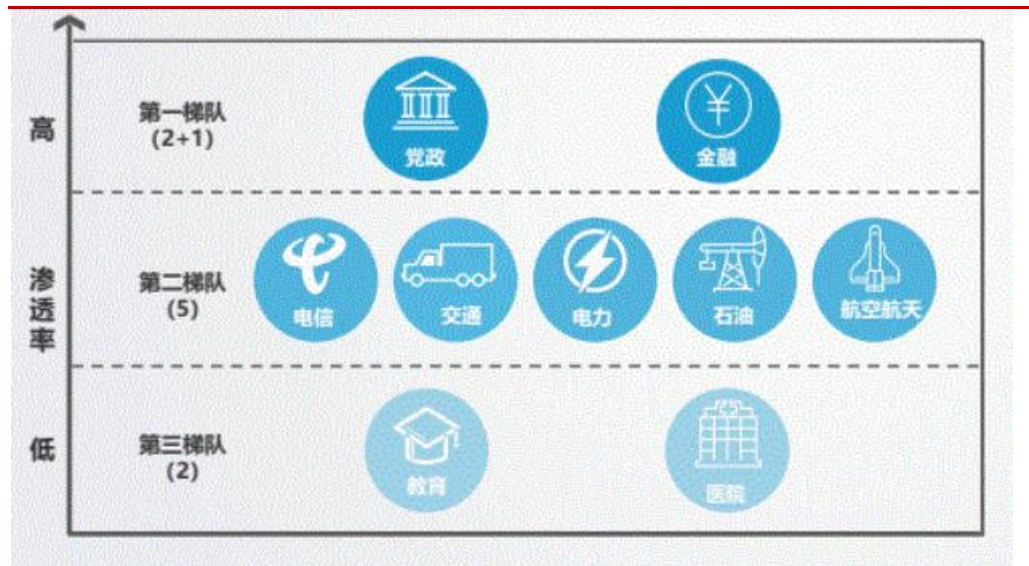 高
第一梯队
(2+1)
党政
金融
渗透率
第二梯队
(5)
电信
交通
电力
石油
航空航天
低
第三梯队
(2)
教育
医院